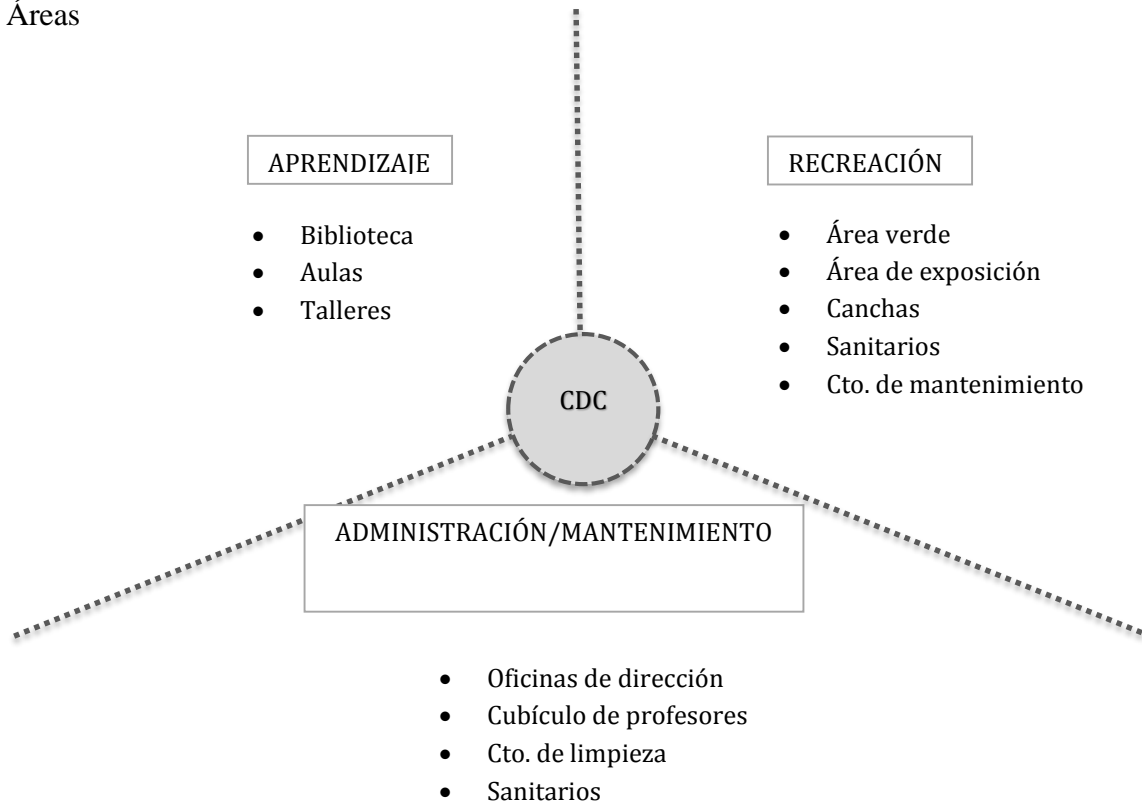 Áreas
APRENDIZAJE
• Biblioteca
• Aulas
• Talleres
RECREACIÓN
• Área verde
• Área de exposición
• Canchas
• Sanitarios
• Cto. de mantenimiento
CDC
ADMINISTRACIÓN/MANTENIMIENTO
• Oficinas de dirección
• Cubículo de profesores
• Cto. de limpieza
• Sanitarios